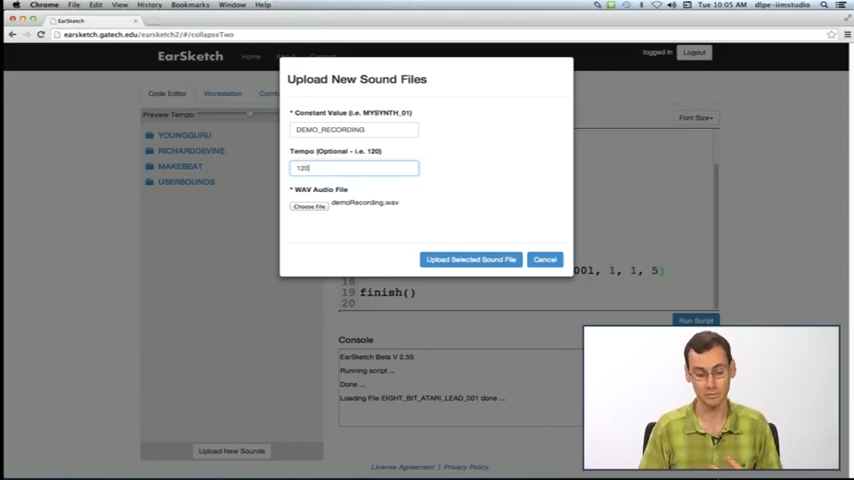 Chrome File Edit View History Bookmarks Window Help
Tue 10:05 AM dlpe-iimstudio
EarSketch
earsketch.gatech.edu/earsketch2/#/collapseTwo
EarSketch Home About Contact logged in Logout
Upload New Sound Files
Code Editor Workstation
Preview Tempo:
Font Size
* Constant Value (i.e. MYSYNTH_01)
DEMO_RECORDING
YOUNGGURU
RICHARDDEVINE
MAKEBEAT
USERSOUNDS
Tempo (Optional - i.e. 120)
120
* WAV Audio File
Choose File demoRecording.wav
Upload Selected Sound File Cancel
001, 1, 1, 5)
18
19 finish()
20
Run Script
Console
EarSketch Beta V 2.55
Running script ...
Done ...
Loading File EIGHT_BIT_ATARI_LEAD_001 done ...
Upload New Sounds
License Agreement | Privacy Policy